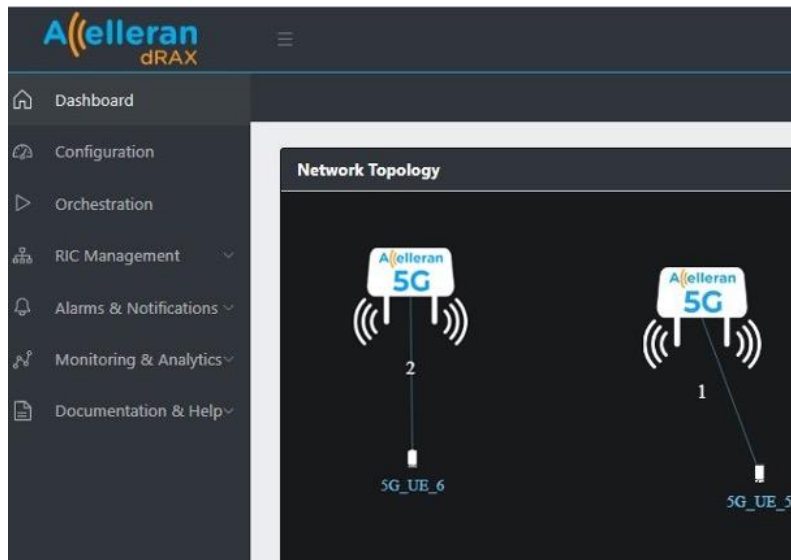 Accelleran
dRAX
Dashboard
Configuration
Orchestration
RIC Management
Alarms & Notifications
Monitoring & Analytics
Documentation & Help
Network Topology
Accelleran
5G
2
5G_UE_6
Accelleran
5G
1
5G_UE_5